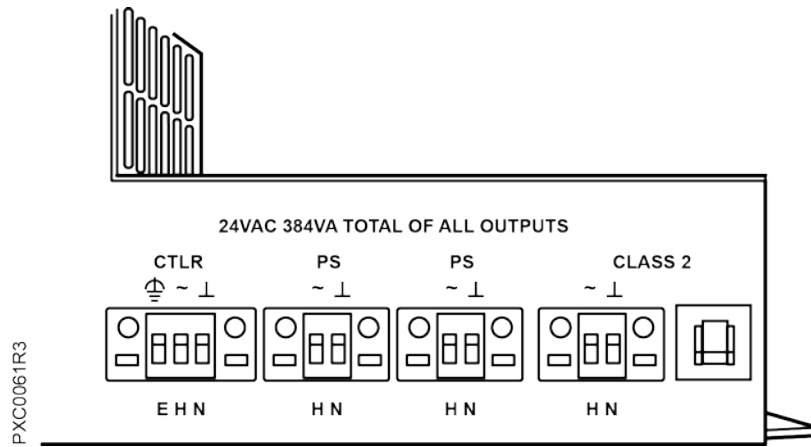 24VAC 384VA TOTAL OF ALL OUTPUTS
CTLR PS PS CLASS 2
~ ⊥ ~ ⊥ ~ ⊥ ~ ⊥
E H N H N H N H N
PXC0061R3